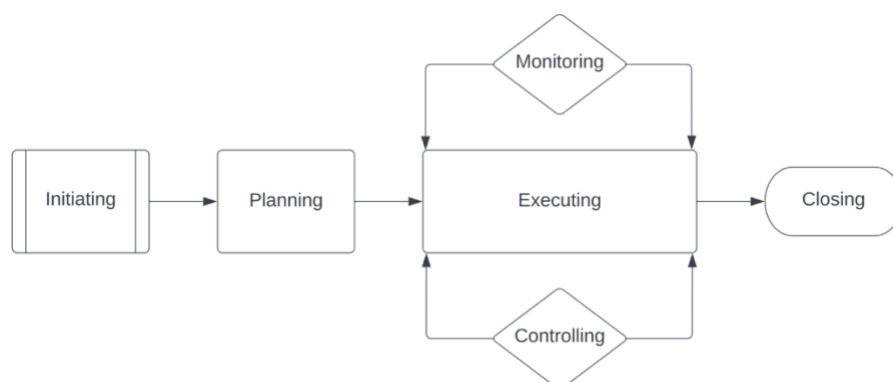 Monitoring
Initiating
Planning
Executing
Closing
Controlling